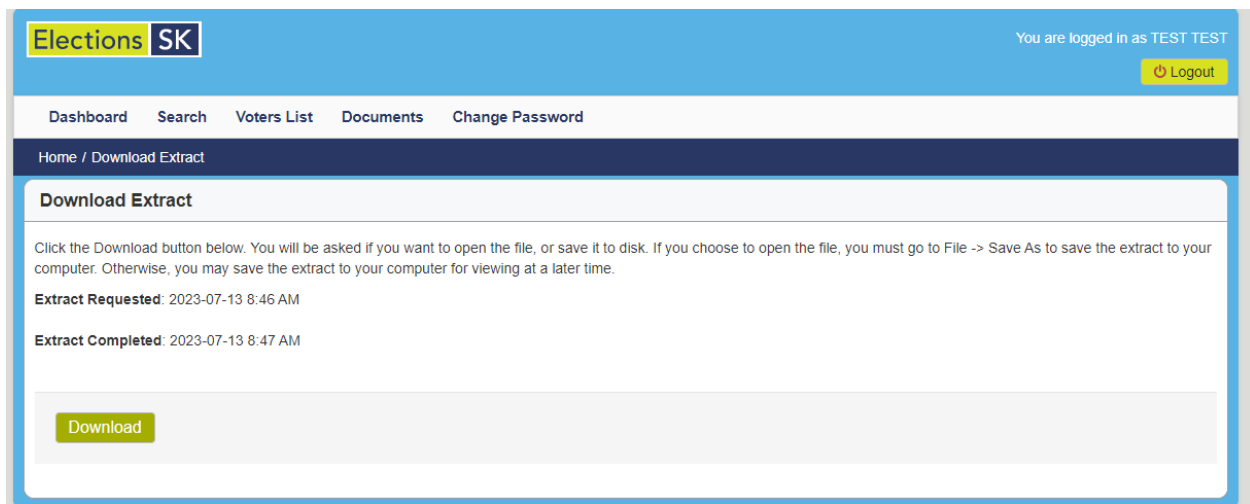 Elections SK
You are logged in as TEST TEST
Logout
Dashboard Search Voters List Documents Change Password
Home / Download Extract
Download Extract
Click the Download button below. You will be asked if you want to open the file, or save it to disk. If you choose to open the file, you must go to File -> Save As to save the extract to your
computer. Otherwise, you may save the extract to your computer for viewing at a later time.
Extract Requested: 2023-07-13 8:46 AM
Extract Completed: 2023-07-13 8:47 AM
Download